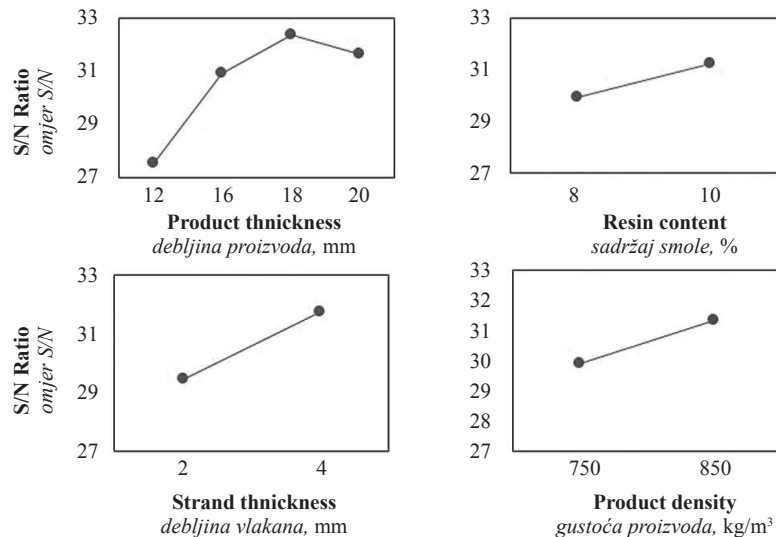 S/N Ratio
omjer S/N
33
31
29
27
12 16 18 20
Product thnickness
debljina proizvoda, mm
33
31
29
27
8 10
Resin content
sadržaj smole, %
S/N Ratio
omjer S/N
33
31
29
27
2 4
Strand thnickness
debljina vlakana, mm
33
32
31
30
29
28
27
750 850
Product density
gustoća proizvoda, kg/m³